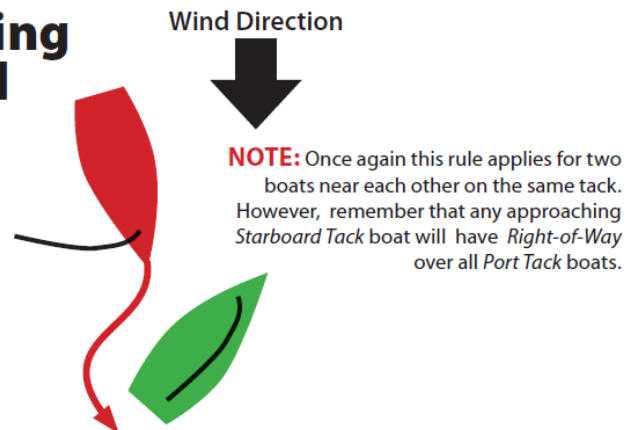 ing
Wind Direction
NOTE: Once again this rule applies for two
boats near each other on the same tack.
However, remember that any approaching
Starboard Tack boat will have Right-of-Way
over all Port Tack boats.